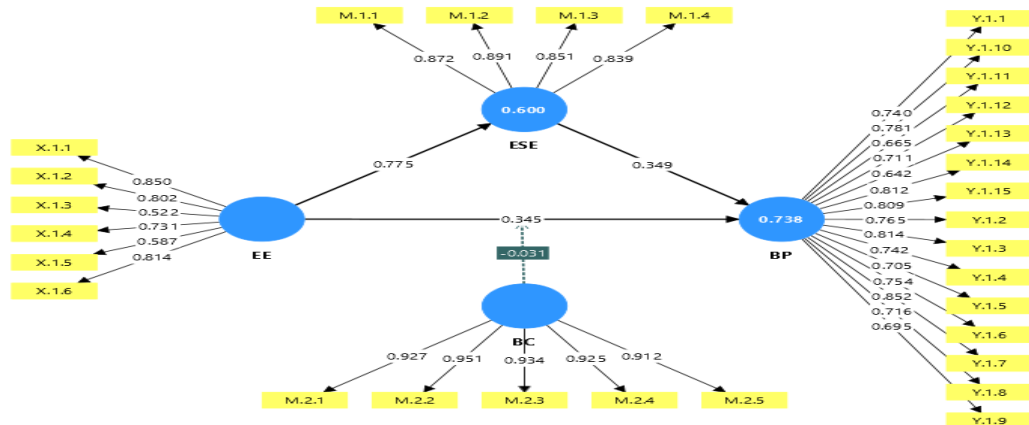 M.1.1 M.1.2 M.1.3 M.1.4
0.872 0.891 0.851 0.839
0.600
ESE
0.775
0.349
X.1.1
X.1.2
X.1.3
X.1.4
X.1.5
X.1.6
0.850
0.802
0.522
0.731
0.587
0.814
EE
0.345
-0.031
0.738
BP
BC
0.927 0.951 0.934 0.925 0.912
M.2.1 M.2.2 M.2.3 M.2.4 M.2.5
0.740
0.781
0.665
0.711
0.642
0.812
0.809
0.765
0.814
0.742
0.705
0.754
0.852
0.716
0.695
Y.1.1
Y.1.10
Y.1.11
Y.1.12
Y.1.13
Y.1.14
Y.1.15
Y.1.2
Y.1.3
Y.1.4
Y.1.5
Y.1.6
Y.1.7
Y.1.8
Y.1.9